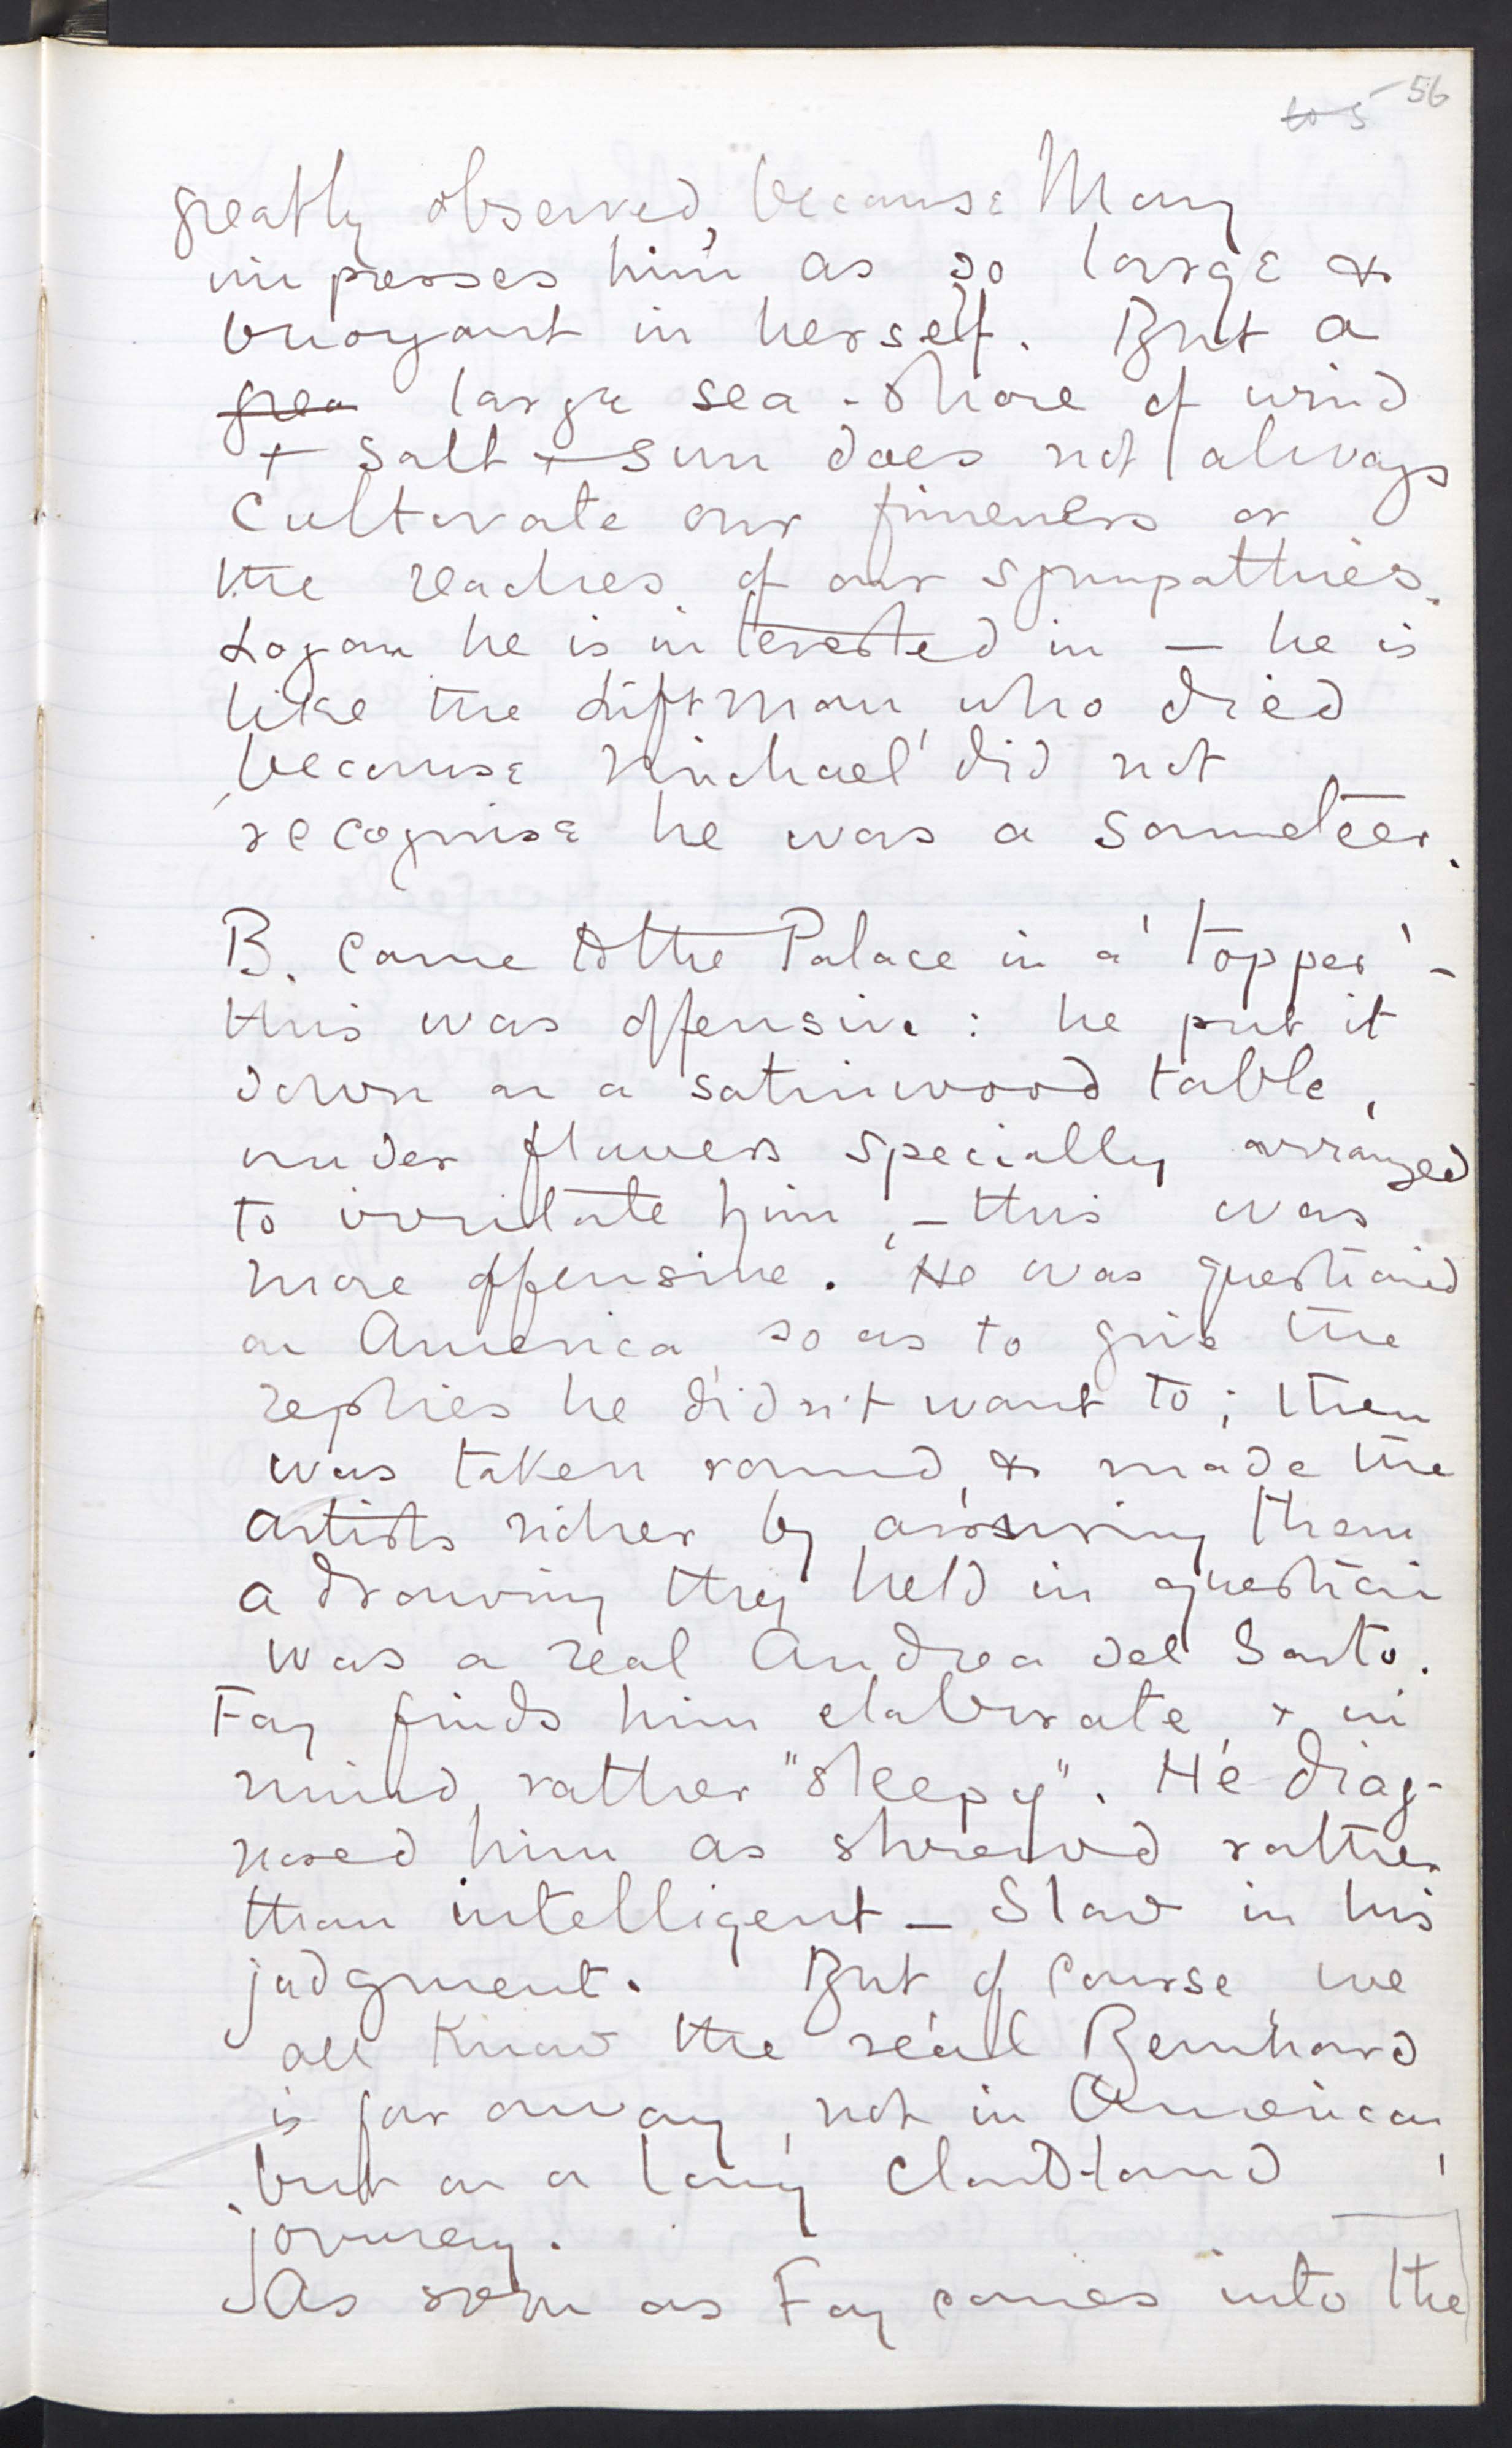 56
greatly observed, because Mary
impresses him as so large &
buoyant in herself. But a
grea large sea-shore of wind
+ salt + sun does not always
cultivate our fineness or
the reaches of our sympathies.
Logan he is interested in — he is
like the Liftman who died
because Michael did not
recognise he was a sonneteer.
B. came to the Palace in a 'topper' -
this was offensive : he put it
down on a satinwood table,
under flowers specially arranged
to irritate him, – this was
more offensive. He was questioned
on America so as to give the
replies he didn't want to ; then
was taken round, & made the
artists richer by assuring them
a drawing they held in question
was a real Andrea del Sarto.
Fay finds him elaborate, + in
mind, rather "sleepy". He diag-
nosed him as shrewd rather
than intelligent – Slav in his
judgment. But of course we
all know the real Bernhard
is far away, not in American,
but on a long Cloud-land
journey.
As soon as Fay comes into the